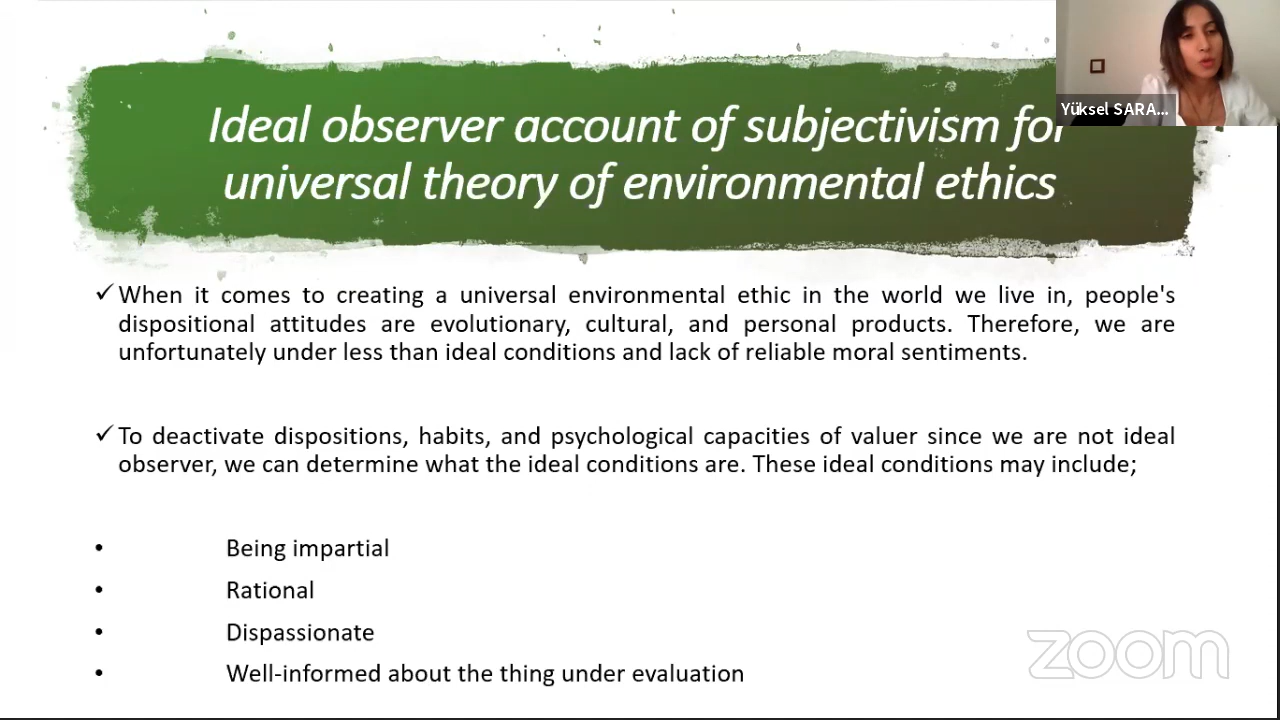 Ideal observer account of subjectivism for
universal theory of environmental ethics
Yüksel SARA...
✓ When it comes to creating a universal environmental ethic in the world we live in, people's
dispositional attitudes are evolutionary, cultural, and personal products. Therefore, we are
unfortunately under less than ideal conditions and lack of reliable moral sentiments.
✓ To deactivate dispositions, habits, and psychological capacities of valuer since we are not ideal
observer, we can determine what the ideal conditions are. These ideal conditions may include;
• Being impartial
• Rational
• Dispassionate
• Well-informed about the thing under evaluation
zoom